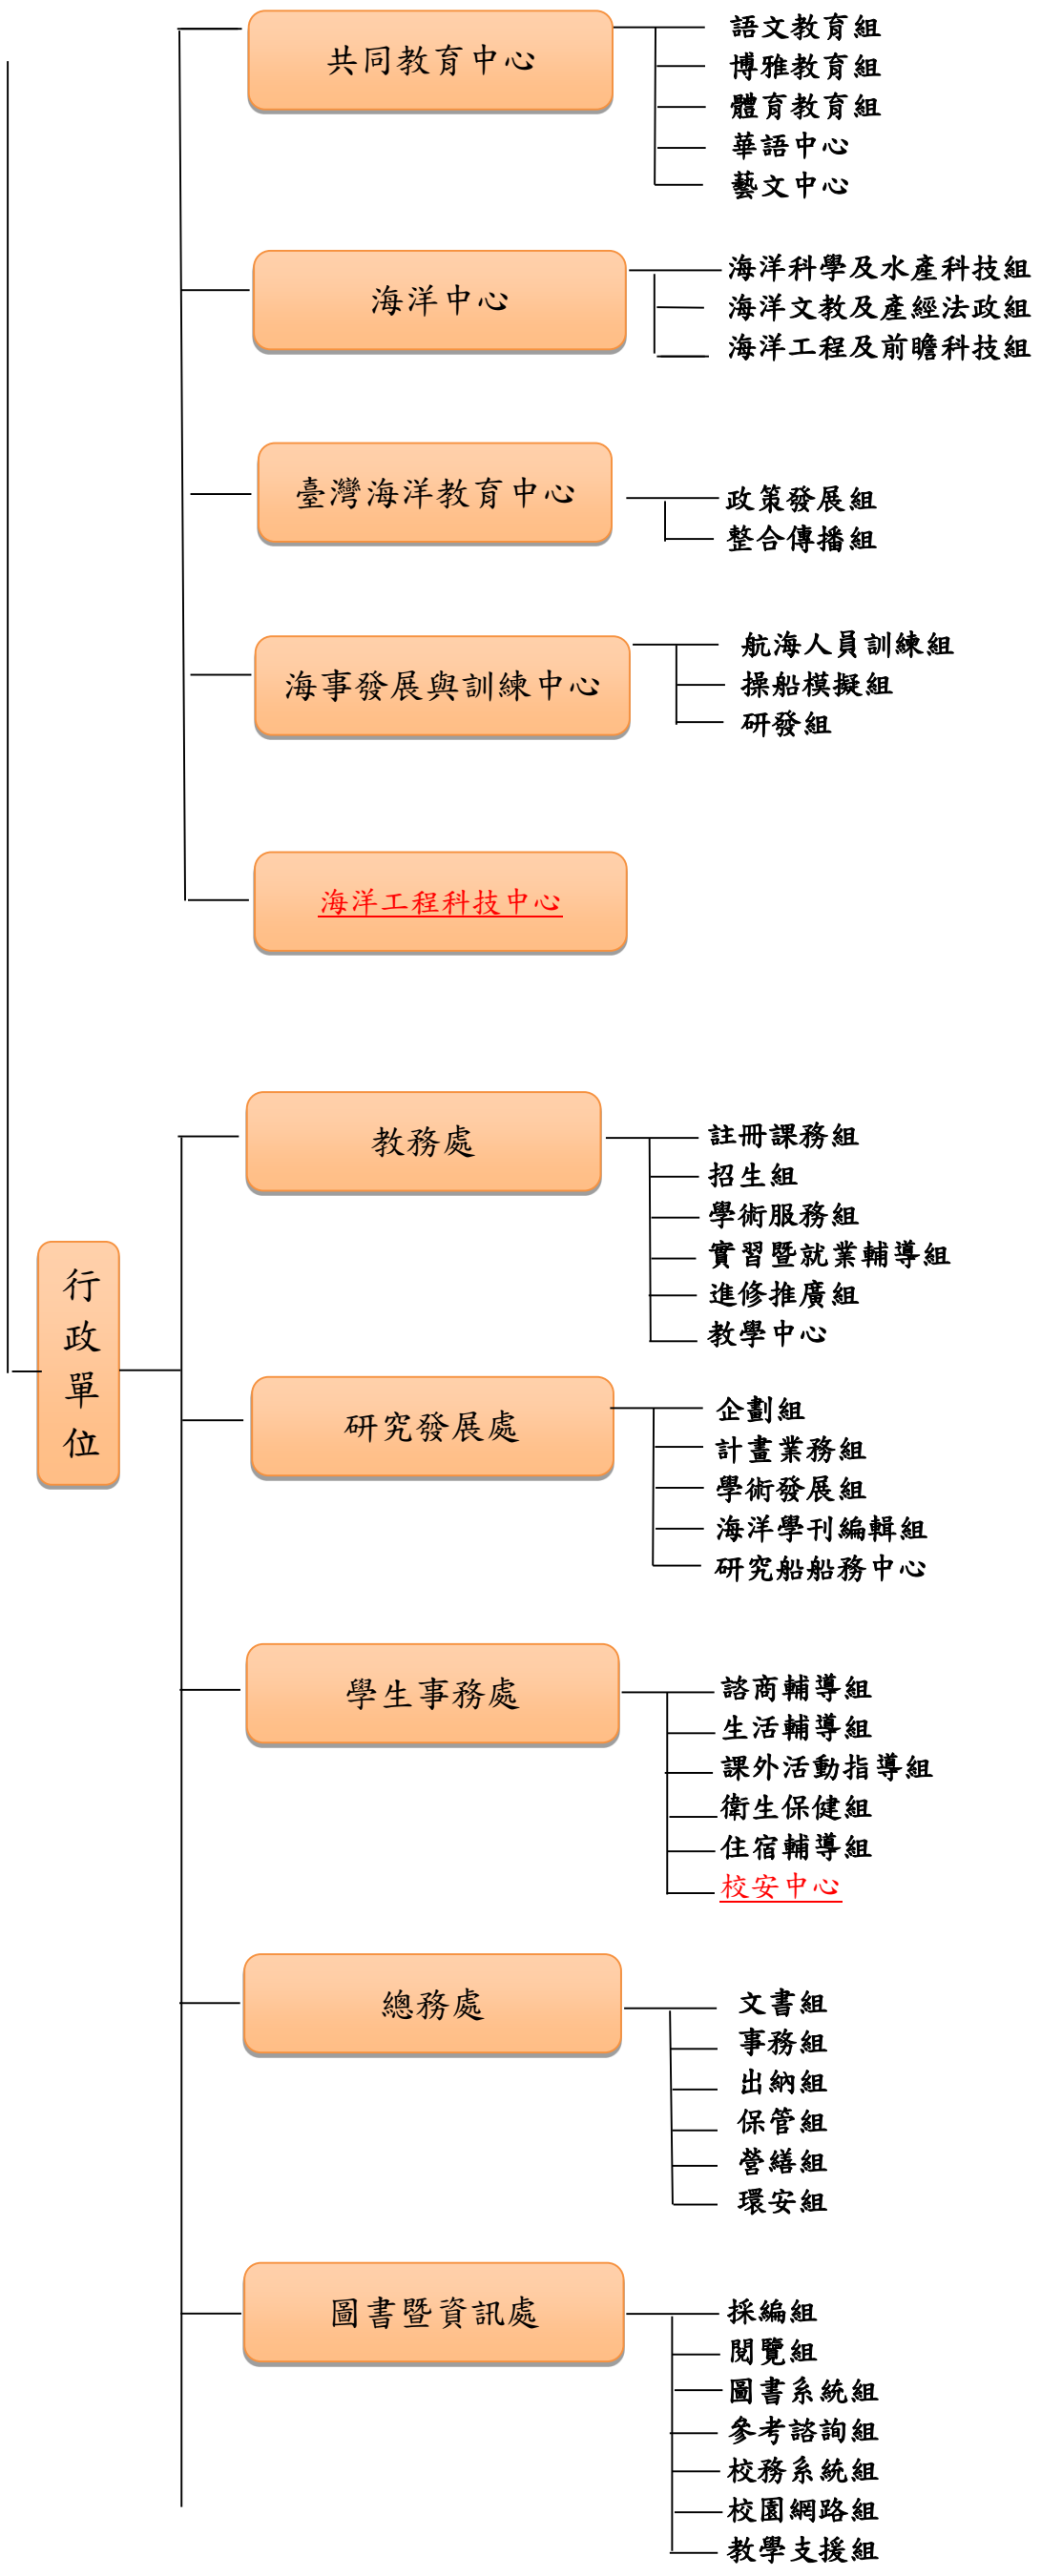 共同教育中心
語文教育組
博雅教育組
體育教育組
華語中心
藝文中心
海洋中心
海洋科學及水產科技組
海洋文教及產經法政組
海洋工程及前瞻科技組
臺灣海洋教育中心
政策發展組
整合傳播組
海事發展與訓練中心
航海人員訓練組
操船模擬組
研發組
海洋工程科技中心
行政單位
教務處
註冊課務組
招生組
學術服務組
實習暨就業輔導組
進修推廣組
教學中心
研究發展處
企劃組
計畫業務組
學術發展組
海洋學刊編輯組
研究船船務中心
學生事務處
諮商輔導組
生活輔導組
課外活動指導組
衛生保健組
住宿輔導組
校安中心
總務處
文書組
事務組
出納組
保管組
營繕組
環安組
圖書暨資訊處
採編組
閱覽組
圖書系統組
參考諮詢組
校務系統組
校園網路組
教學支援組